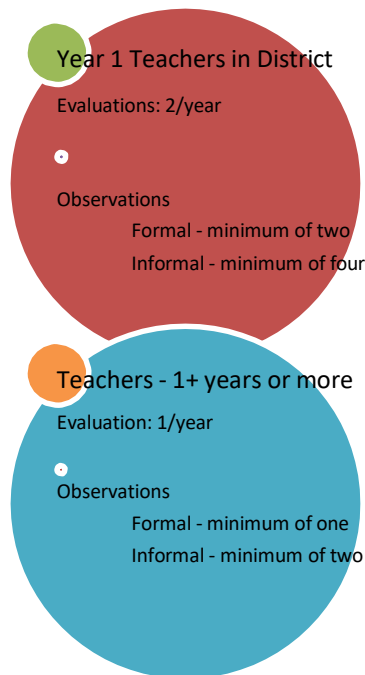 Year 1 Teachers in District
Evaluations: 2/year
Observations
Formal - minimum of two
Informal - minimum of four
Teachers - 1+ years or more
Evaluation: 1/year
Observations
Formal - minimum of one
Informal - minimum of two